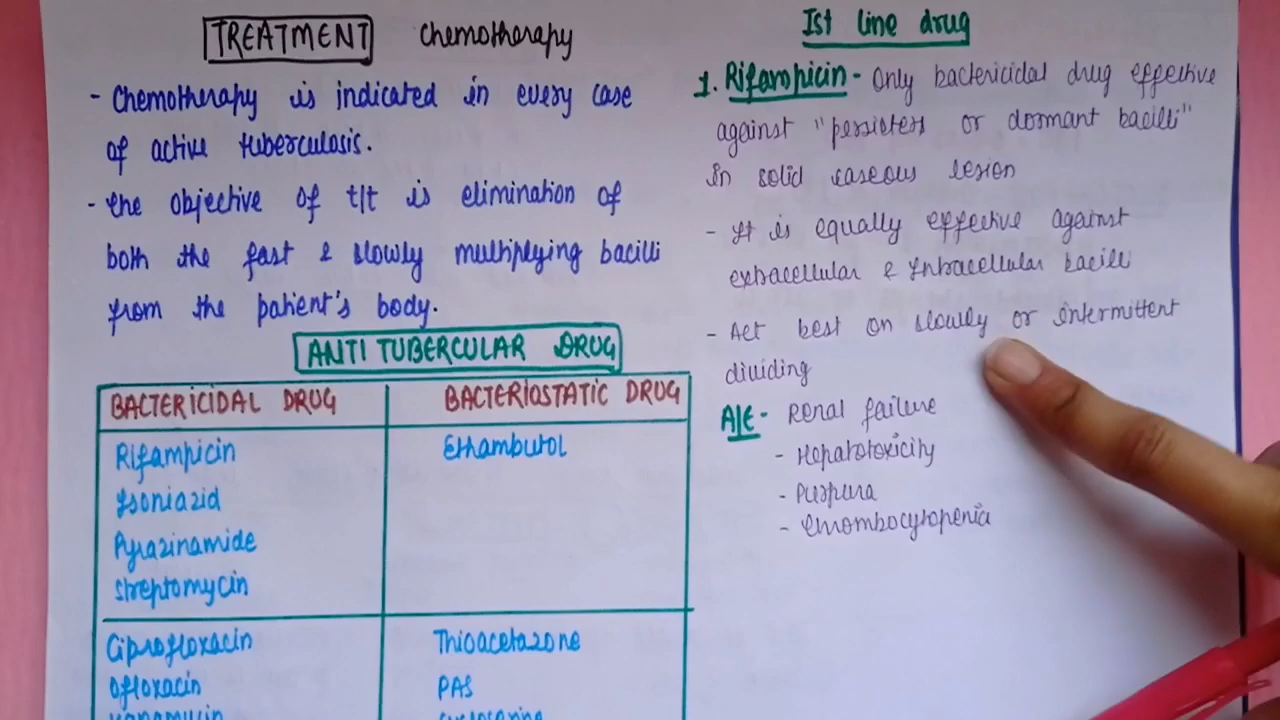 TREATMENT chemotherapy
- Chemotherapy is indicated in every case
of active tuberculosis.
- the objective of t/t is elimination of
both the fast & slowly multiplying bacilli
from the patient's body.
ANTI TUBERCULAR DRUG
BACTERICIDAL DRUG BACTERIOSTATIC DRUG
Rifampicin Ethambutol
Isoniazid
Pyrazinamide
Streptomycin
Ciprofloxacin Thioacetazone
Ofloxacin PAS
Ist line drug
1. Rifampicin - Only bactericidal drug effective
against "persisters or dormant bacilli"
in solid caseous lesion
- It is equally effective against
extracellular & Intracellular bacilli
- Act best on slowly or intermittent
dividing
A/E - Renal failure
- Hepatotoxicity
- Purpura
- thrombocytopenia